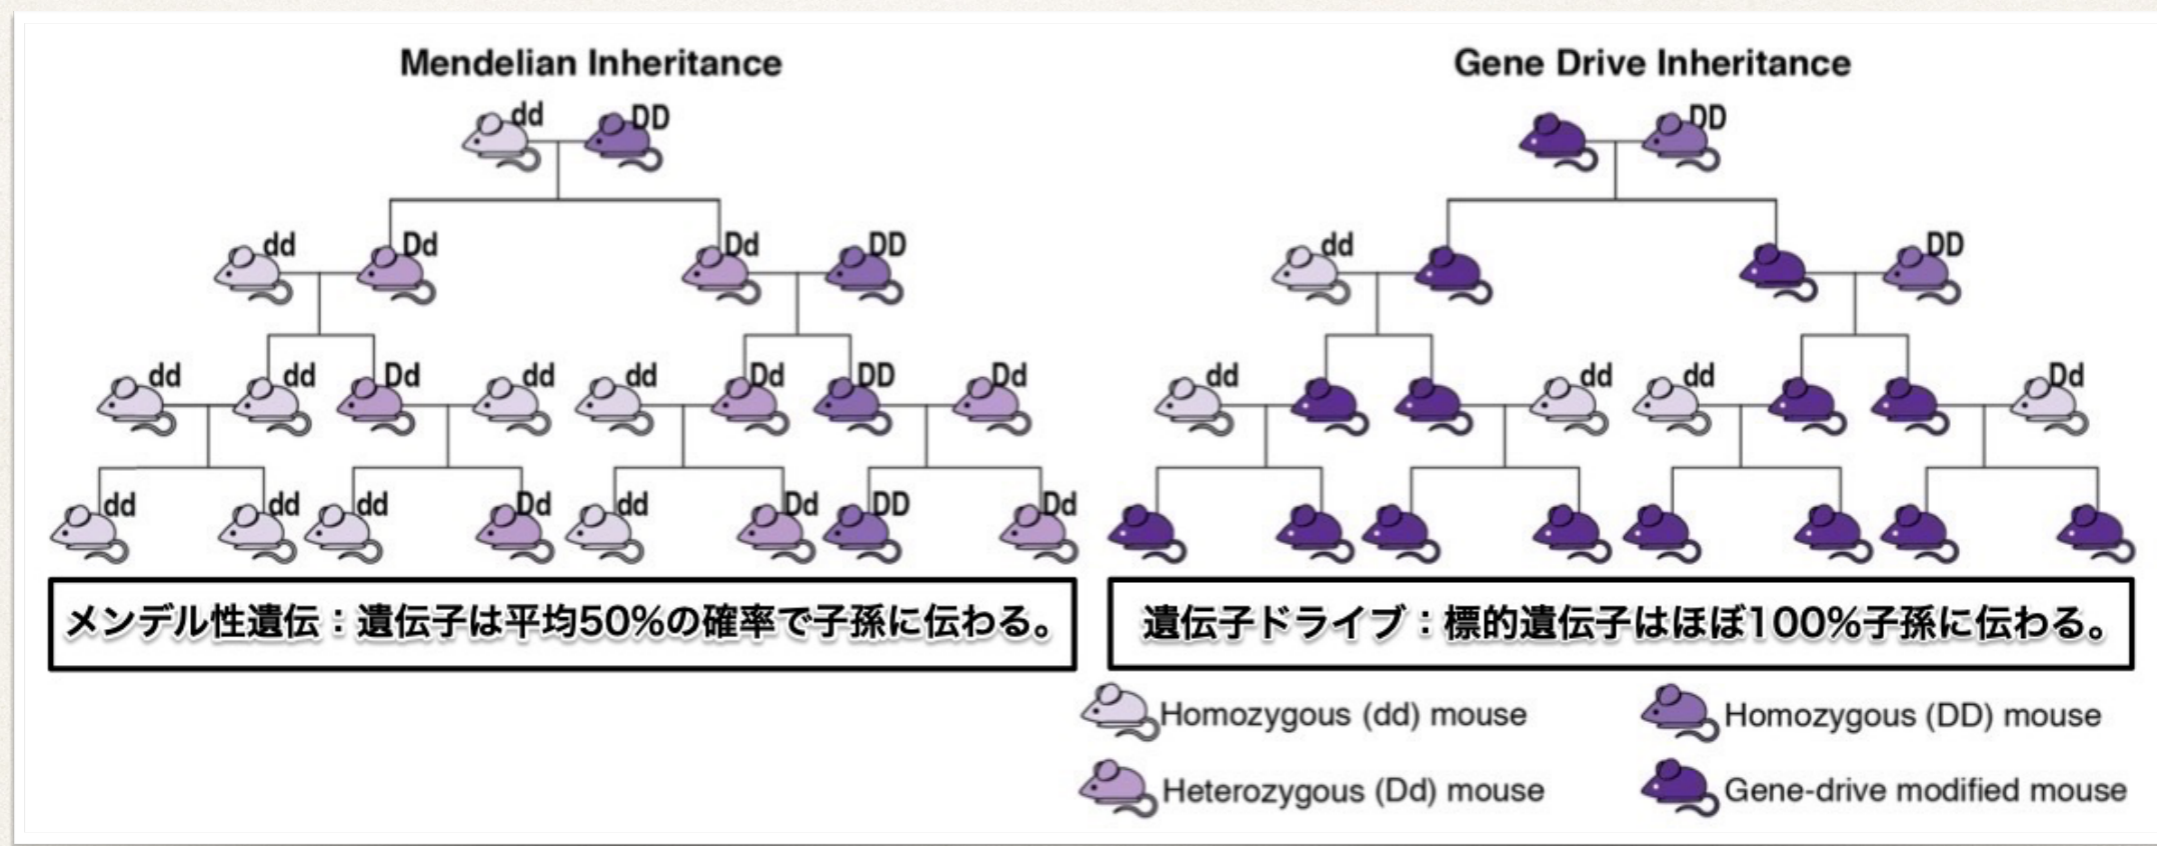 Mendelian Inheritance
dd DD
dd Dd Dd DD
dd dd Dd dd dd Dd DD Dd
dd dd dd Dd dd Dd DD Dd
メンデル性遺伝：遺伝子は平均50%の確率で子孫に伝わる。
Gene Drive Inheritance
DD
dd DD
dd dd dd Dd
遺伝子ドライブ：標的遺伝子はほぼ100%子孫に伝わる。
Homozygous (dd) mouse
Homozygous (DD) mouse
Heterozygous (Dd) mouse
Gene-drive modified mouse